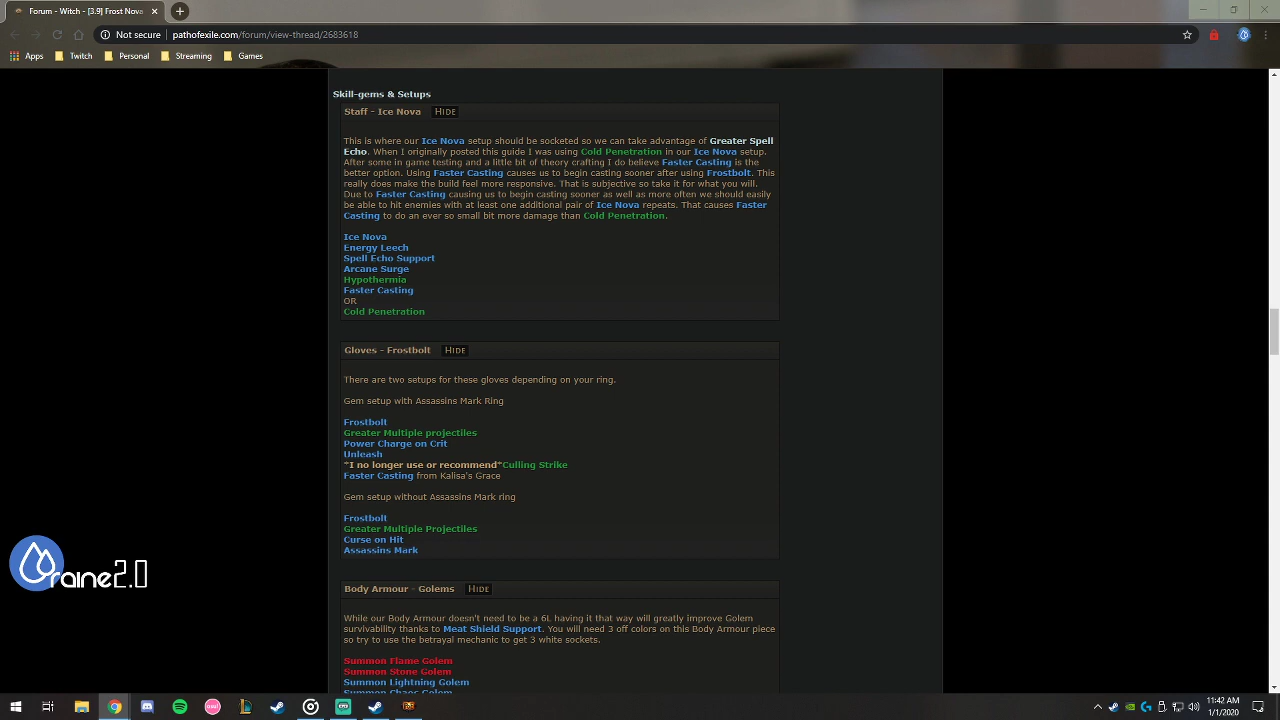 Forum - [3.9] Fores
Not secure
pathofexile.com/forum/view-thread/2683618
Apps
Twitch
Personal
Streaming
Games
Skill-gems & Setups
Staff - Ice Nova HIDE
This is where our Ice Nova setup should be socketed so we can take advantage of Greater Spell
Echo. When I originally posted this guide I was using Cold Penetration in our Ice Nova setup.
After some in game testing and a little bit of theory crafting I do believe Faster Casting is the
better option. Using Faster Casting causes us to begin casting sooner after using Frostbolt. This
really does make the build feel more responsive. That is subjective so take it for what you will.
Due to Faster Casting causing us to begin casting sooner as well as more often we should easily
be able to hit enemies with at least one additional pair of Ice Nova repeats. That causes Faster
Casting to do an ever so small bit more damage than Cold Penetration.
Ice Nova
Energy Leech
Spell Echo Support
Arcane Surge
Hypothermia
Faster Casting
OR
Cold Penetration
Gloves - Frostbolt HIDE
There are two setups for these gloves depending on your ring.
Gem setup with Assassins Mark Ring
Frostbolt
Greater Multiple projectiles
Power Charge on Crit
Unleash
*I no longer use or recommend*Culling Strike
Faster Casting from Kalisa's Grace
Gem setup without Assassins Mark ring
Frostbolt
Greater Multiple Projectiles
Curse on Hit
Assassins Mark
Body Armour - Golems HIDE
While our Body Armour doesn't need to be a 6L having it that way will greatly improve Golem
survivability thanks to Meat Shield Support. You will need 3 off colors on this Body Armour piece
so try to use the betrayal mechanic to get 3 white sockets.
Summon Flame Golem
Summon Stone Golem
Summon Lightning Golem
Summon Chaos Golem
raine2.0
11:42 AM
1/1/2020